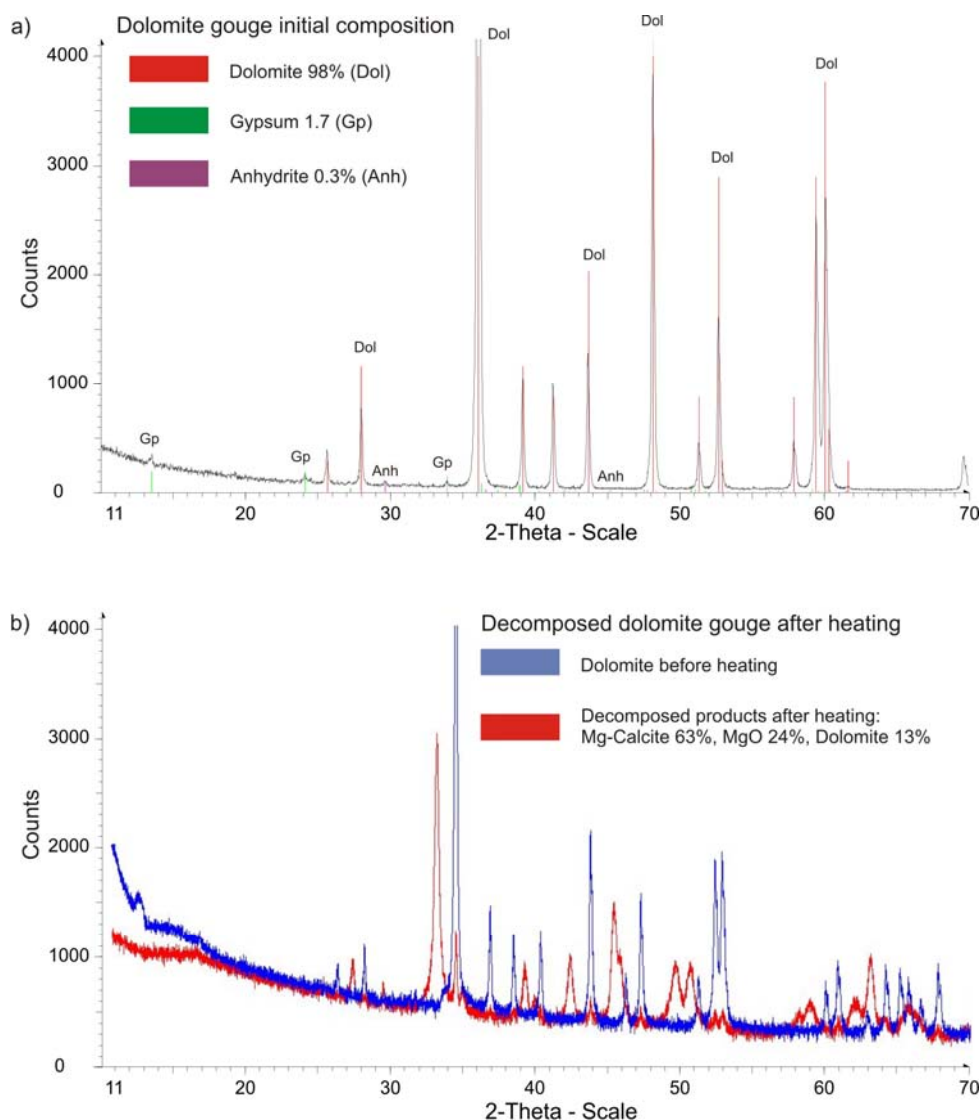 a)
Dolomite gouge initial composition
Dolomite 98% (Dol)
Gypsum 1.7 (Gp)
Anhydrite 0.3% (Anh)
Dol
Dol
Dol
Dol
Dol
Dol
Gp
Gp
Anh
Gp
Anh
Counts
4000
3000
2000
1000
0
11 20 30 40 50 60 70
2-Theta - Scale
b)
Decomposed dolomite gouge after heating
Dolomite before heating
Decomposed products after heating:
Mg-Calcite 63%, MgO 24%, Dolomite 13%
Counts
4000
3000
2000
1000
0
11 20 30 40 50 60 70
2-Theta - Scale